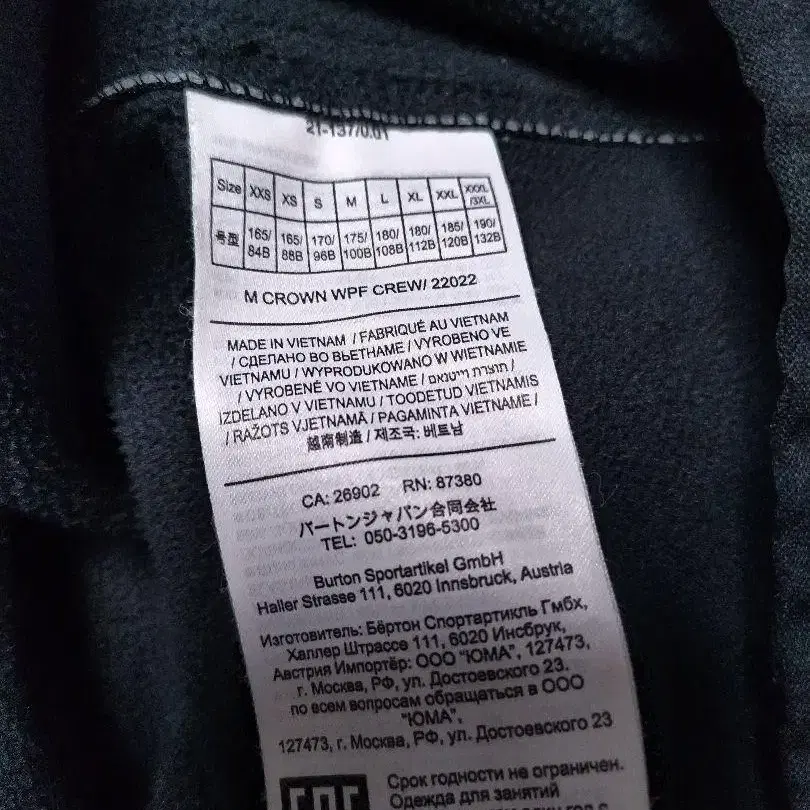 21-137/0.01
Size XXS XS S M L XL XXL XXXL/3XL
号型 165/84B 165/88B 170/96B 175/100B 180/108B 180/112B 185/120B 190/132B
M CROWN WPF CREW/ 22022
MADE IN VIETNAM / FABRIQUÉ AU VIETNAM
/ СДЕЛАНО ВО ВЬЕТНАМЕ / VYROBENO VE
VIETNAMU / WYPRODUKOWANO W WIETNAMIE
/ VYROBENÉ VO VIETNAME / תוצרת וייטנאם /
IZDELANO V VIETNAMU / TOODETUD VIETNAMIS
/ RAŽOTS VJETNAMĀ / PAGAMINTA VIETNAME /
越南制造 / 제조국: 베트남
CA: 26902 RN: 87380
バートンジャパン合同会社
TEL: 050-3196-5300
Burton Sportartikel GmbH
Haller Strasse 111, 6020 Innsbruck, Austria
Изготовитель: Бёртон Спортартикль Гмбх,
Халлер Штрассе 111, 6020 Инсбрук,
Австрия Импортёр: ООО "ЮМА", 127473,
г. Москва, РФ, ул. Достоевского 23.
по всем вопросам обращаться в ООО
"ЮМА",
127473, г. Москва, РФ, ул. Достоевского 23
Срок годности не ограничен.
Одежда для занятий